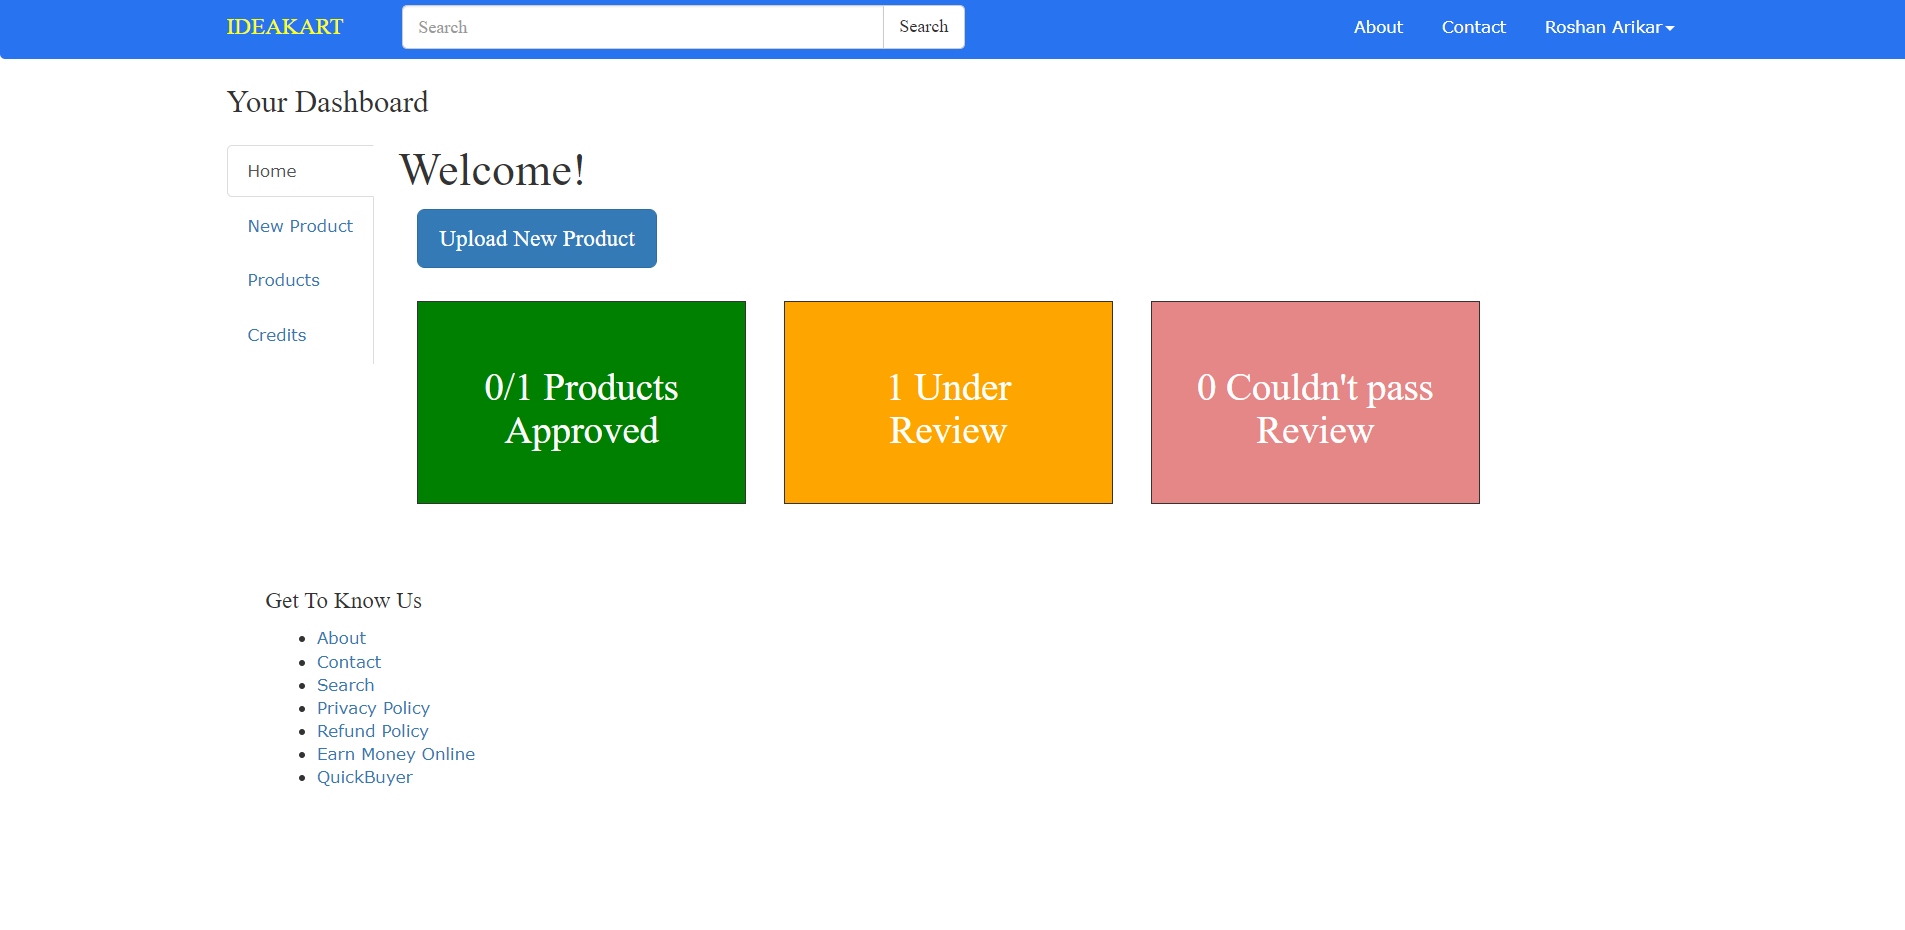 IDEAKART
Search
Search
About
Contact
Roshan Arikar
Your Dashboard
Home
New Product
Products
Credits
Welcome!
Upload New Product
0/1 Products
Approved
1 Under
Review
0 Couldn't pass
Review
Get To Know Us
About
Contact
Search
Privacy Policy
Refund Policy
Earn Money Online
QuickBuyer